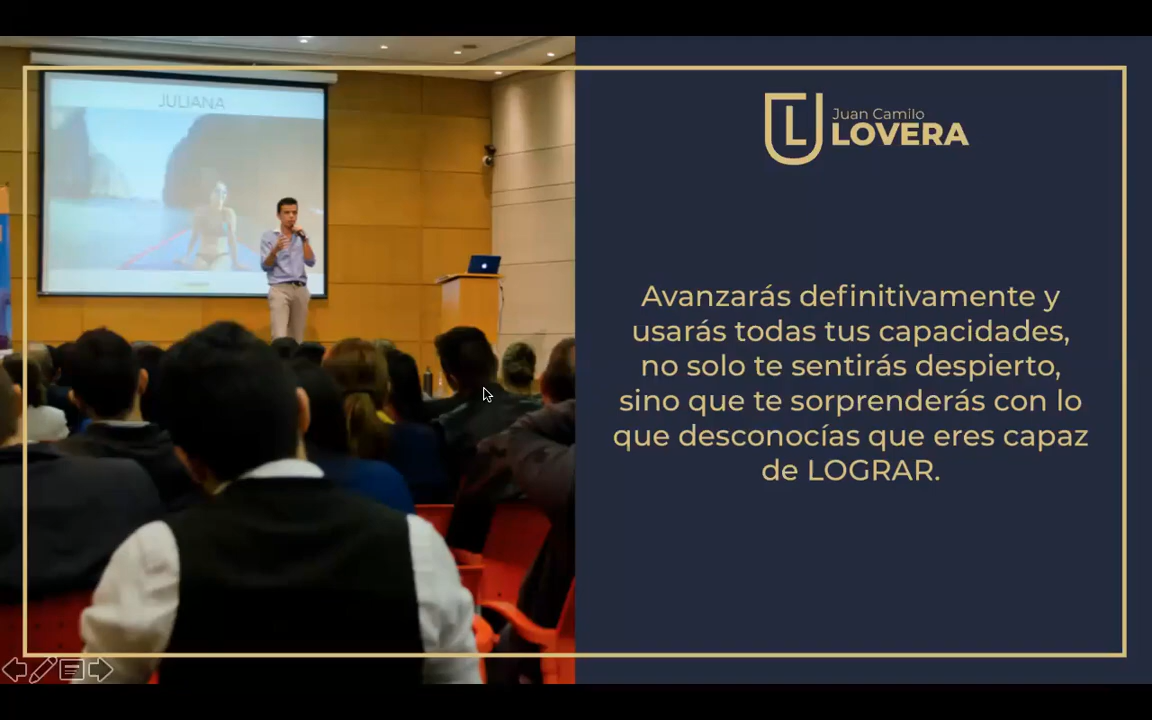 JULIANA
Juan Camilo
LOVERA
Avanzarás definitivamente y
usarás todas tus capacidades,
no solo te sentirás despierto,
sino que te sorprenderás con lo
que desconocías que eres capaz
de LOGRAR.